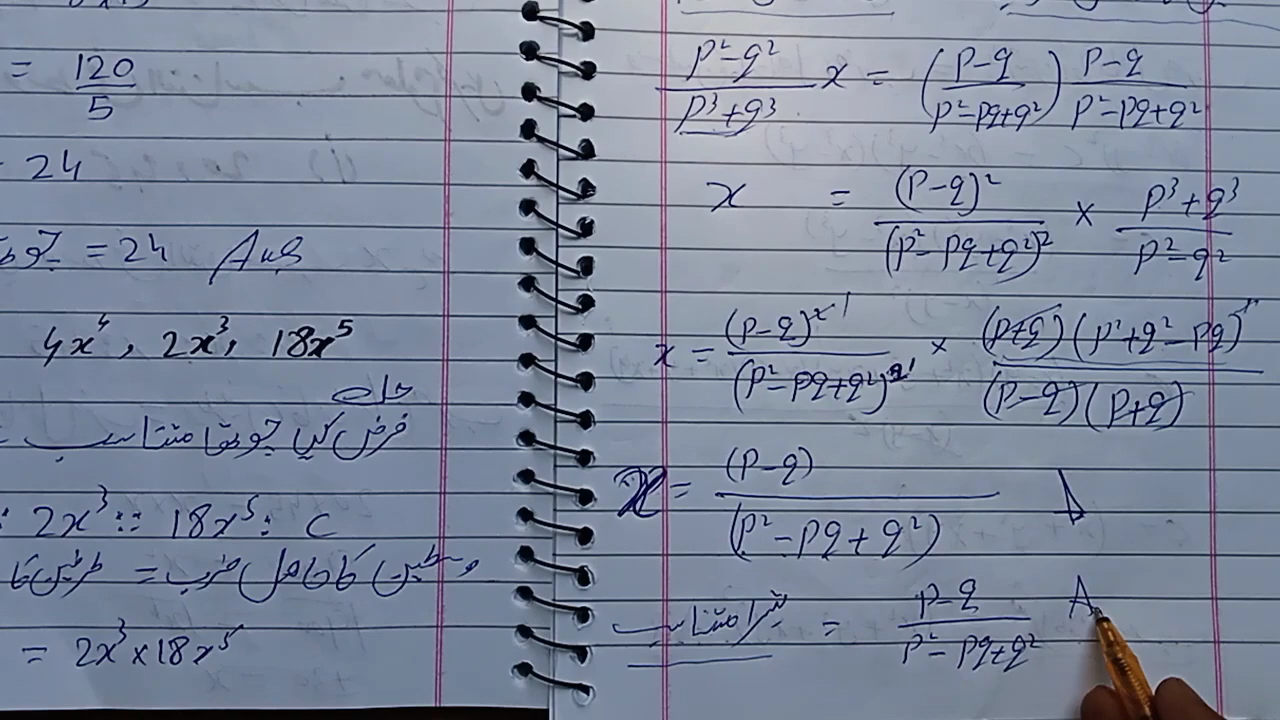 = 120/5
= 24
= 24 Ans
4x⁴, 2x³, 18x⁵
حل
فرض کیا چوتھا متناسب
: 2x³ :: 18x⁵ : C
وسطین کا حاصل ضرب = طرفین کا
= 2x³ × 18x⁵
(p²-q²)/(p³+q³) x = ((p-q)/(p²-pq+q²)) (p-q)/(p²-pq+q²)
x = (p-q)²/(p²-pq+q²)² × (p³+q³)/(p²-q²)
x = (p-q)²/(p²-pq+q²)² × (p+q)(p²+q²-pq)/(p-q)(p+q)
x = (p-q)/(p²-pq+q²)
تیسرا متناسب = (p-q)/(p²-pq+q²) A